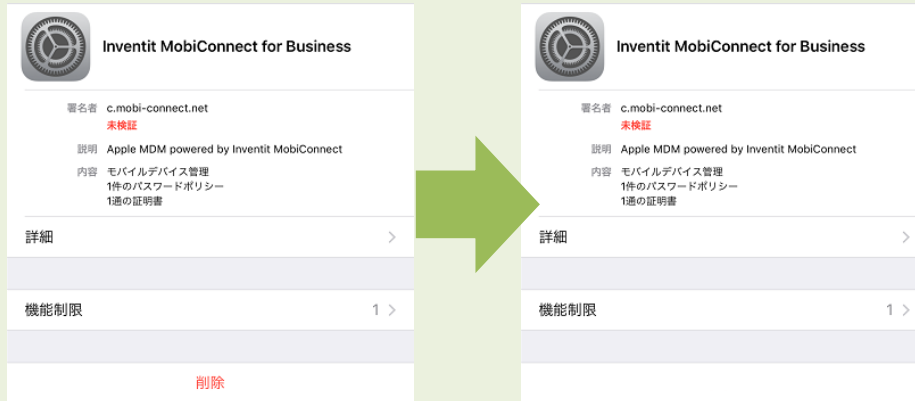 Inventit MobiConnect for Business
署名者 c.mobi-connect.net
未検証
説明 Apple MDM powered by Inventit MobiConnect
内容 モバイルデバイス管理
1件のパスワードポリシー
1通の証明書
詳細
機能制限 1
削除
Inventit MobiConnect for Business
署名者 c.mobi-connect.net
未検証
説明 Apple MDM powered by Inventit MobiConnect
内容 モバイルデバイス管理
1件のパスワードポリシー
1通の証明書
詳細
機能制限 1